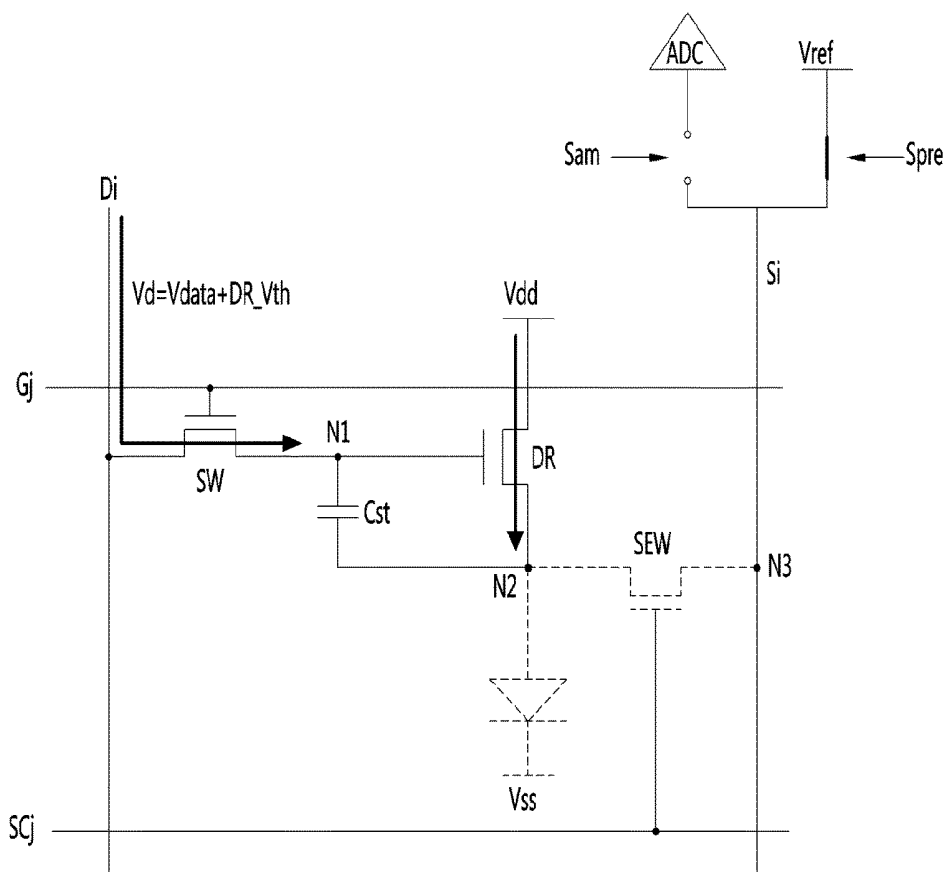 ADC
Vref
Sam
Spre
Di
Si
Vd=Vdata+DR_Vth
Vdd
Gj
N1
DR
SW
Cst
SEW
N2
N3
Vss
SCj